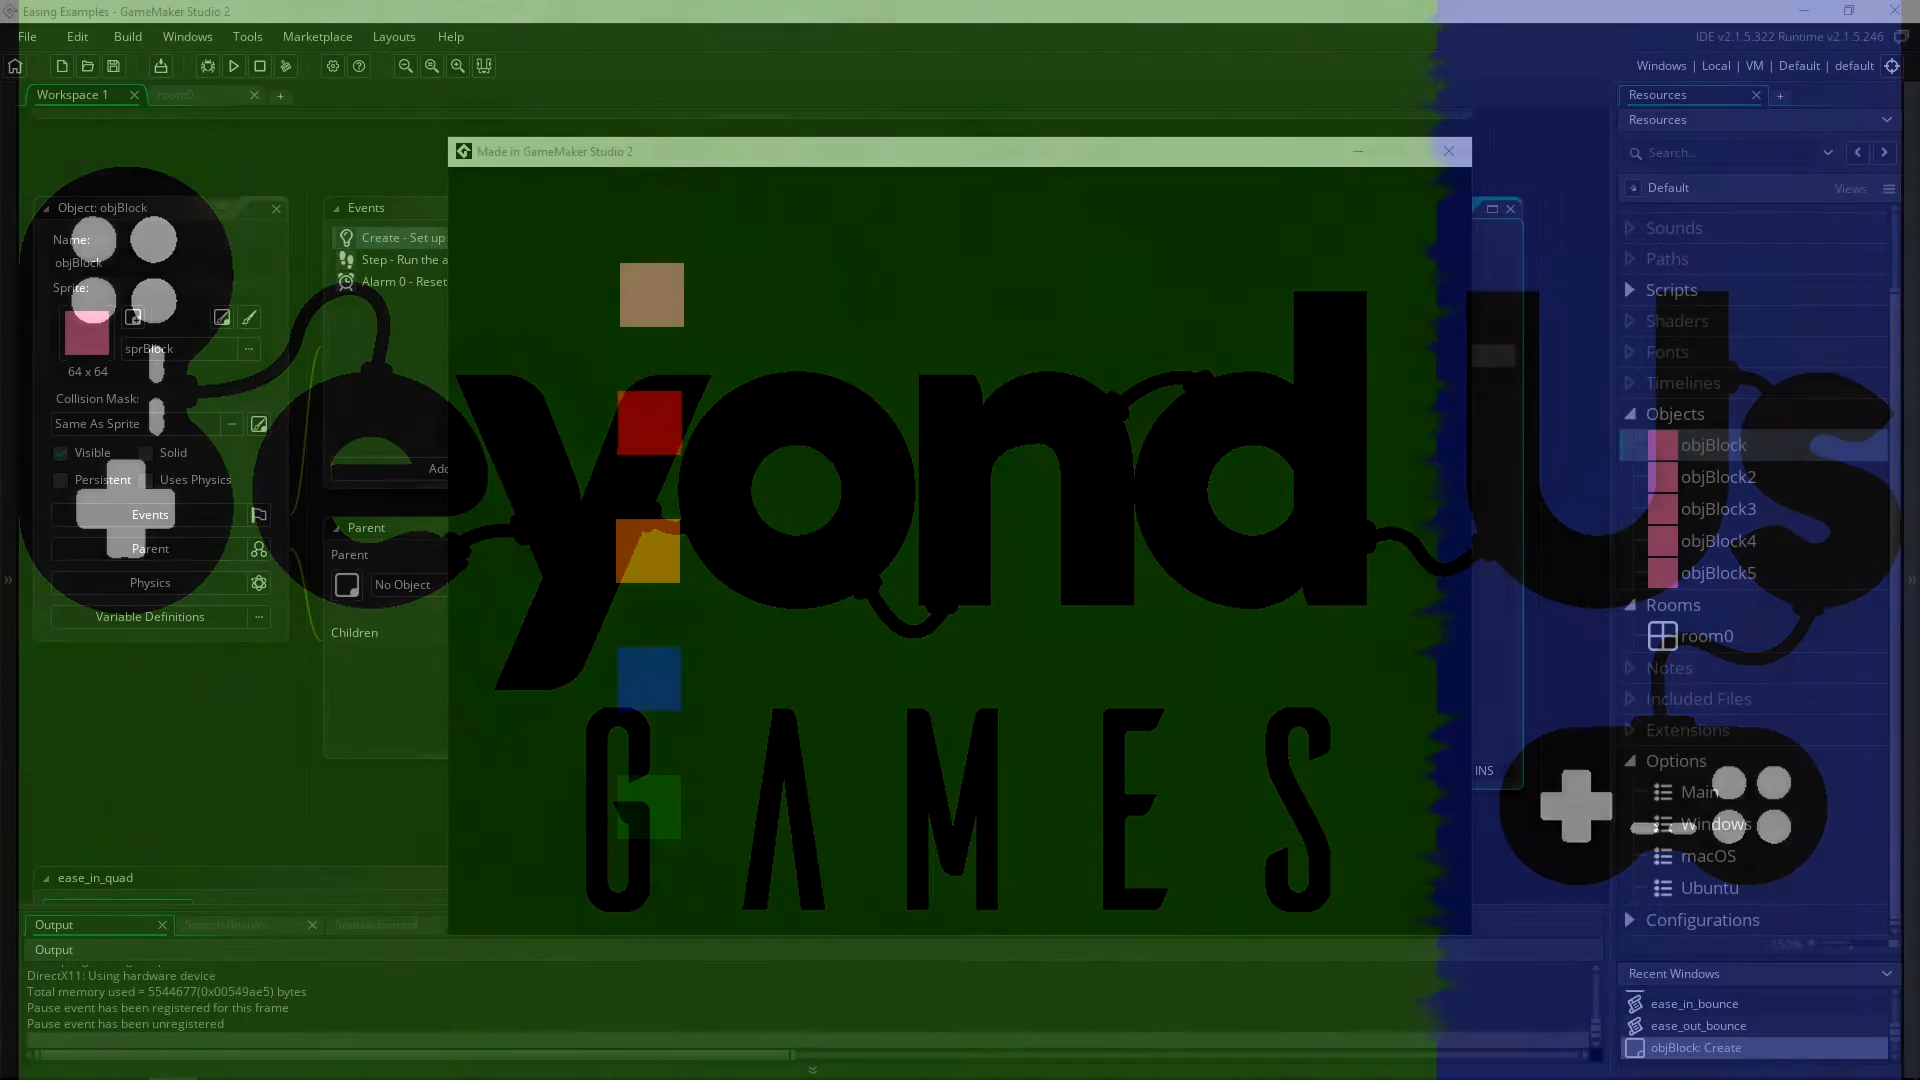 Easing Examples - GameMaker Studio 2
File Edit Build Windows Tools Marketplace Layouts Help
IDE v2.1.5.322 Runtime v2.1.5.246
Windows | Local | VM | Default | default
Workspace 1
room0
Resources
Resources
Search...
Default
Views
Made in GameMaker Studio 2
Object: objBlock
Name:
objBlock
Sprite:
sprBlock
64 x 64
Collision Mask:
Same As Sprite
Visible
Solid
Persistent
Uses Physics
Events
Parent
Physics
Variable Definitions
Events
Create - Set up
Step - Run the a
Alarm 0 - Reset
Add
Parent
Parent
No Object
Children
Beyond Us
GAMES
INS
Sounds
Paths
Scripts
Shaders
Fonts
Timelines
Objects
objBlock
objBlock2
objBlock3
objBlock4
objBlock5
Rooms
room0
Notes
Included Files
Extensions
Options
Main
Windows
macOS
Ubuntu
Configurations
150%
ease_in_quad
Output
Search Results
Source Control
Output
DirectX11: Using hardware device
Total memory used = 5544677(0x00549ae5) bytes
Pause event has been registered for this frame
Pause event has been unregistered
Recent Windows
ease_in_bounce
ease_out_bounce
objBlock: Create